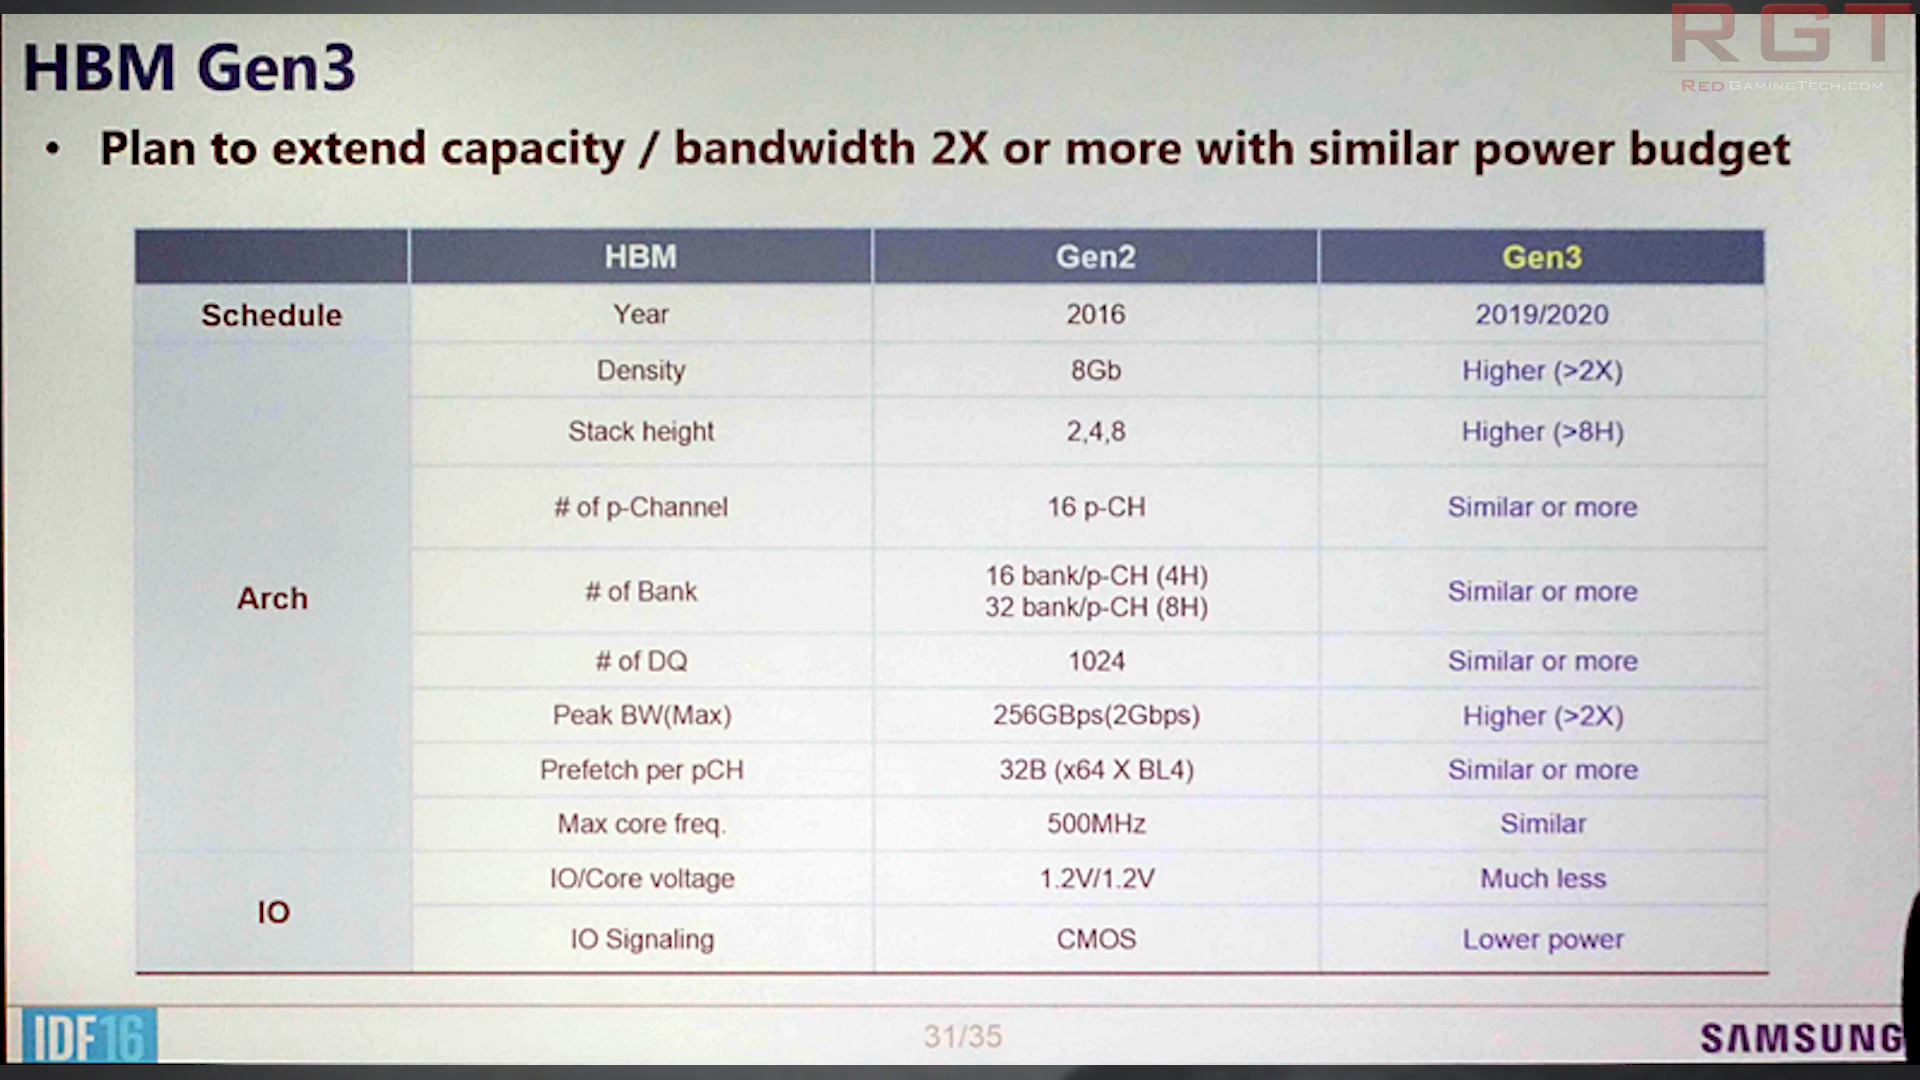 RGT
RedGamingTech.com
HBM Gen3
• Plan to extend capacity / bandwidth 2X or more with similar power budget
HBM Gen2 Gen3
Schedule Year 2016 2019/2020
Arch Density 8Gb Higher (>2X)
Stack height 2,4,8 Higher (>8H)
# of p-Channel 16 p-CH Similar or more
# of Bank 16 bank/p-CH (4H) Similar or more
32 bank/p-CH (8H)
# of DQ 1024 Similar or more
Peak BW(Max) 256GBps(2Gbps) Higher (>2X)
Prefetch per pCH 32B (x64 X BL4) Similar or more
Max core freq. 500MHz Similar
IO IO/Core voltage 1.2V/1.2V Much less
IO Signaling CMOS Lower power
IDF16 31/35 SAMSUNG